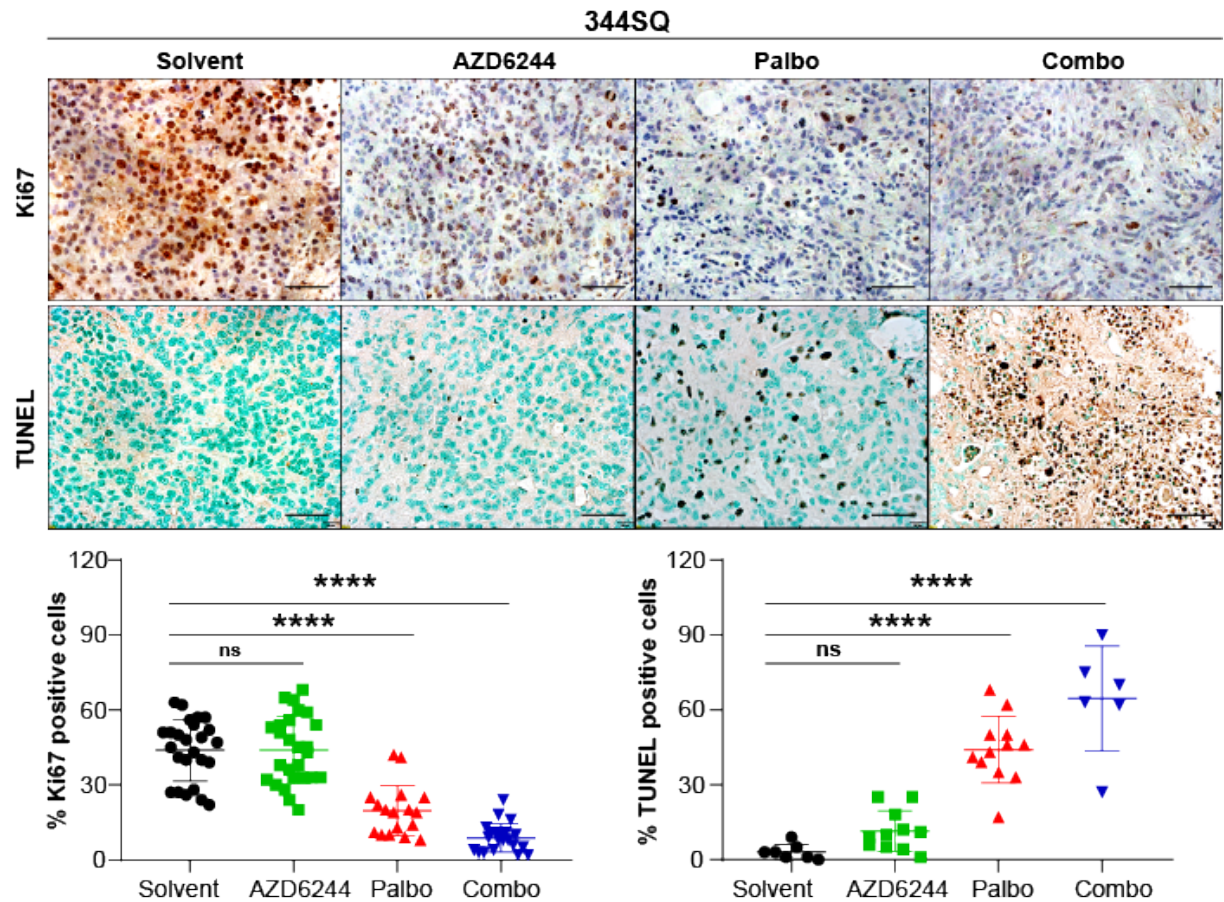 344SQ
Solvent AZD6244 Palbo Combo
Ki67
TUNEL
% Ki67 positive cells
120
90
60
30
0
****
****
ns
Solvent AZD6244 Palbo Combo
% TUNEL positive cells
120
90
60
30
0
****
****
ns
Solvent AZD6244 Palbo Combo